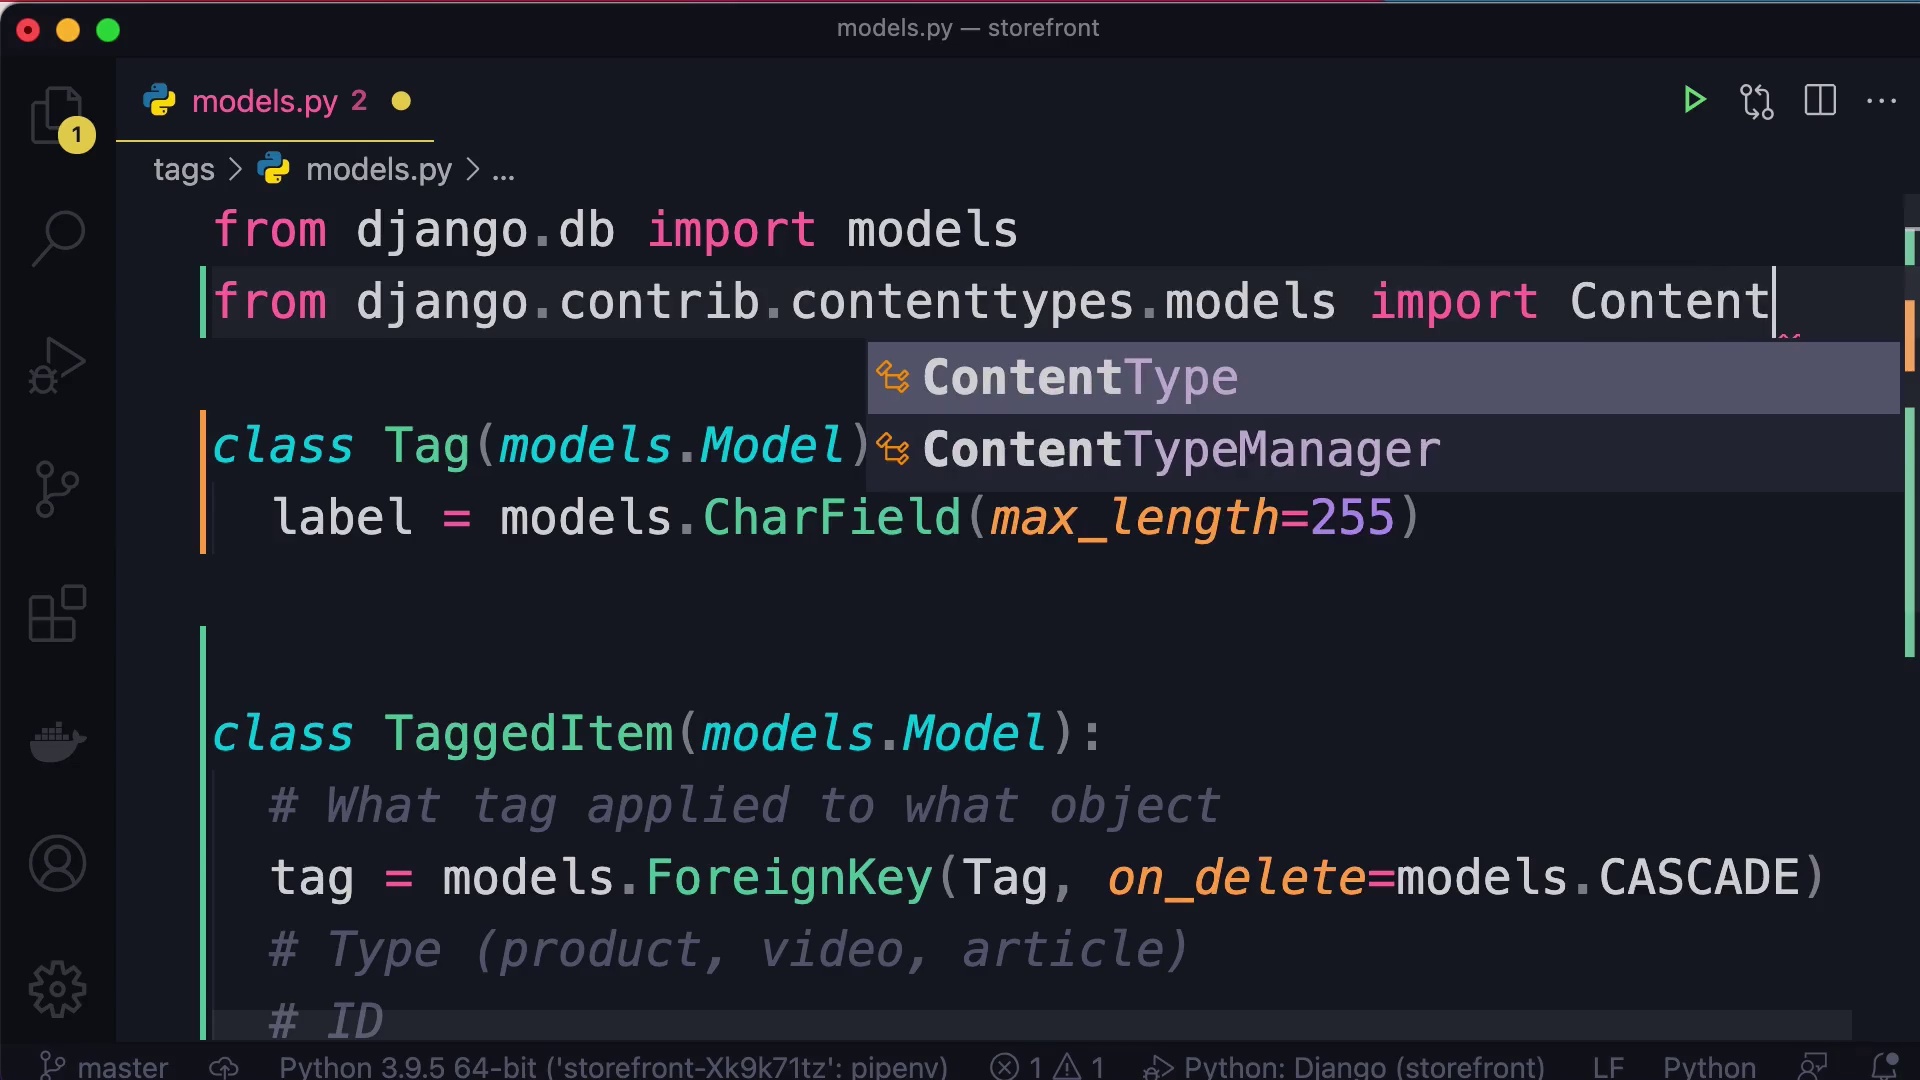 models.py — storefront
models.py 2
1
tags > models.py > ...
from django.db import models
from django.contrib.contenttypes.models import Content
ContentType
ContentTypeManager
class Tag(models.Model)
label = models.CharField(max_length=255)
class TaggedItem(models.Model):
# What tag applied to what object
tag = models.ForeignKey(Tag, on_delete=models.CASCADE)
# Type (product, video, article)
# ID
master Python 3.9.5 64-bit ('storefront-Xk9k71tz': pipenv) 1 1 Python: Django (storefront) LF Python